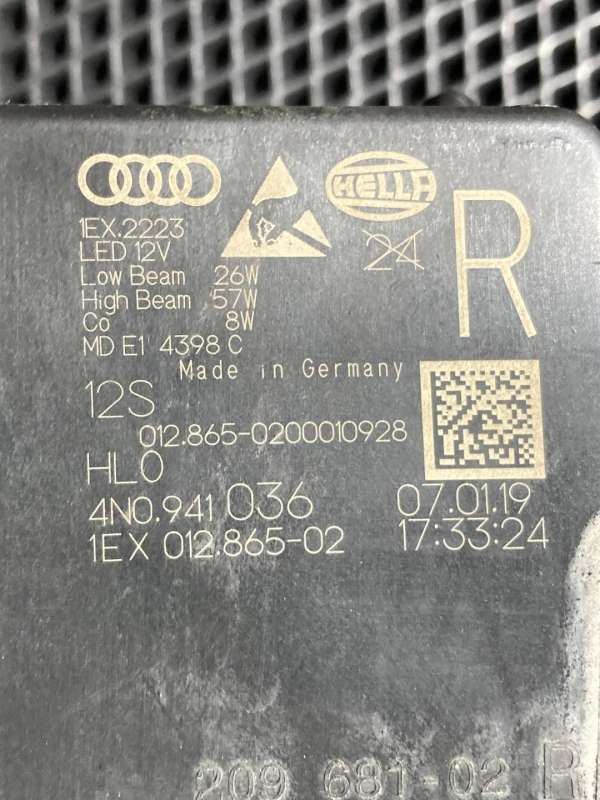 HELLA
1EX.2223
LED 12V
Low Beam 26W
High Beam 57W
Co 8W
MD E1 4398 C
24
R
Made in Germany
12S
012.865-0200010928
HL0
4N0.941 036
07.01.19
1EX 012.865-02
17:33:24
209 681-02 R